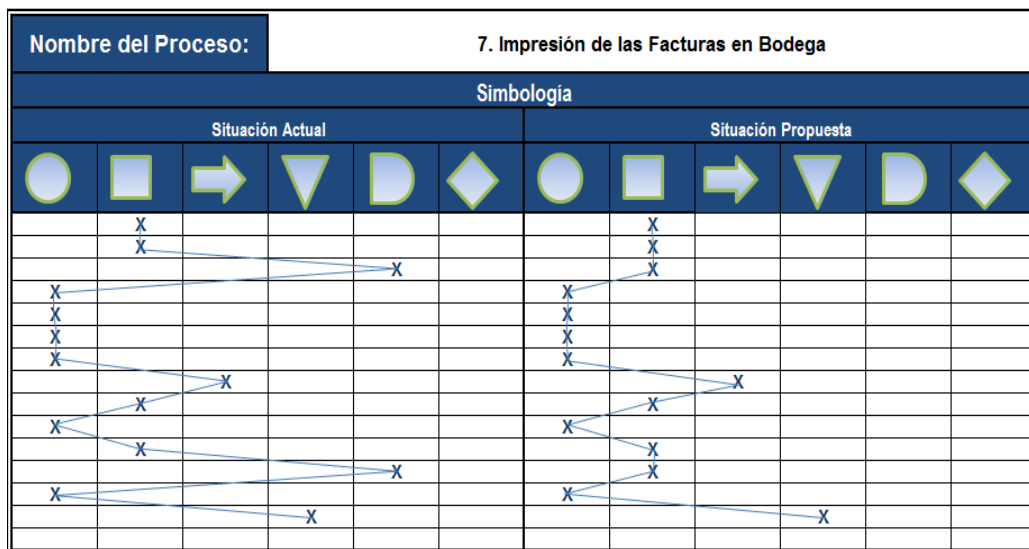 Nombre del Proceso: 7. Impresión de las Facturas en Bodega
Simbología
Situación Actual Situación Propuesta
X X
X X
X X
X X
X X
X X
X X
X X
X X
X X
X X
X X
X X
X X